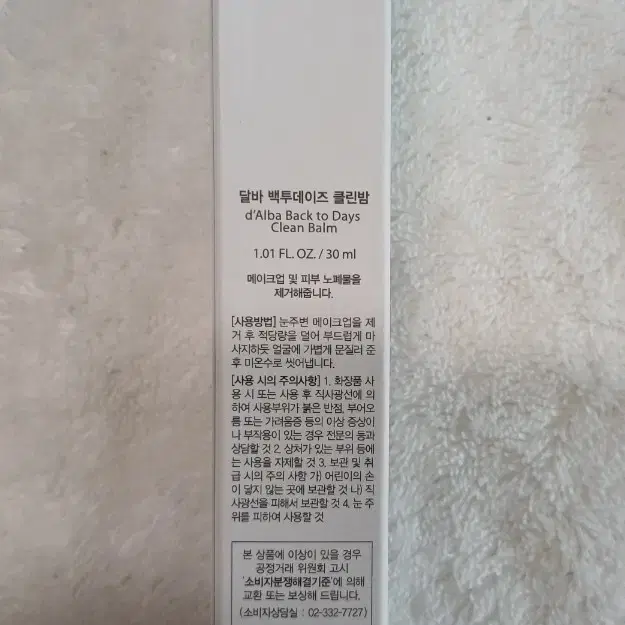 달바 백투데이즈 클린밤
d'Alba Back to Days
Clean Balm
1.01 FL. OZ. / 30 ml
메이크업 및 피부 노폐물을
제거해줍니다.
[사용방법] 눈주변 메이크업을 제
거 후 적당량을 덜어 부드럽게 마
사지하듯 얼굴에 가볍게 문질러 준
후 미온수로 씻어냅니다.
[사용 시의 주의사항] 1. 화장품 사
용 시 또는 사용 후 직사광선에 의
하여 사용부위가 붉은 반점, 부어오
름 또는 가려움증 등의 이상 증상이
나 부작용이 있는 경우 전문의 등과
상담할 것 2. 상처가 있는 부위 등에
는 사용을 자제할 것 3. 보관 및 취
급 시의 주의 사항 가) 어린이의 손
이 닿지 않는 곳에 보관할 것 나) 직
사광선을 피해서 보관할 것 4. 눈 주
위를 피하여 사용할 것
본 상품에 이상이 있을 경우
공정거래 위원회 고시
'소비자분쟁해결기준'에 의해
교환 또는 보상해 드립니다.
(소비자상담실 : 02-332-7727)